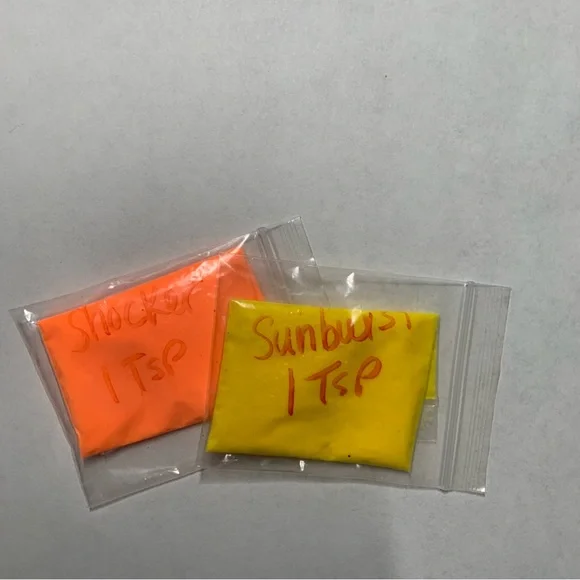 Shocker
1 TSP
Sunburst
1 TSP